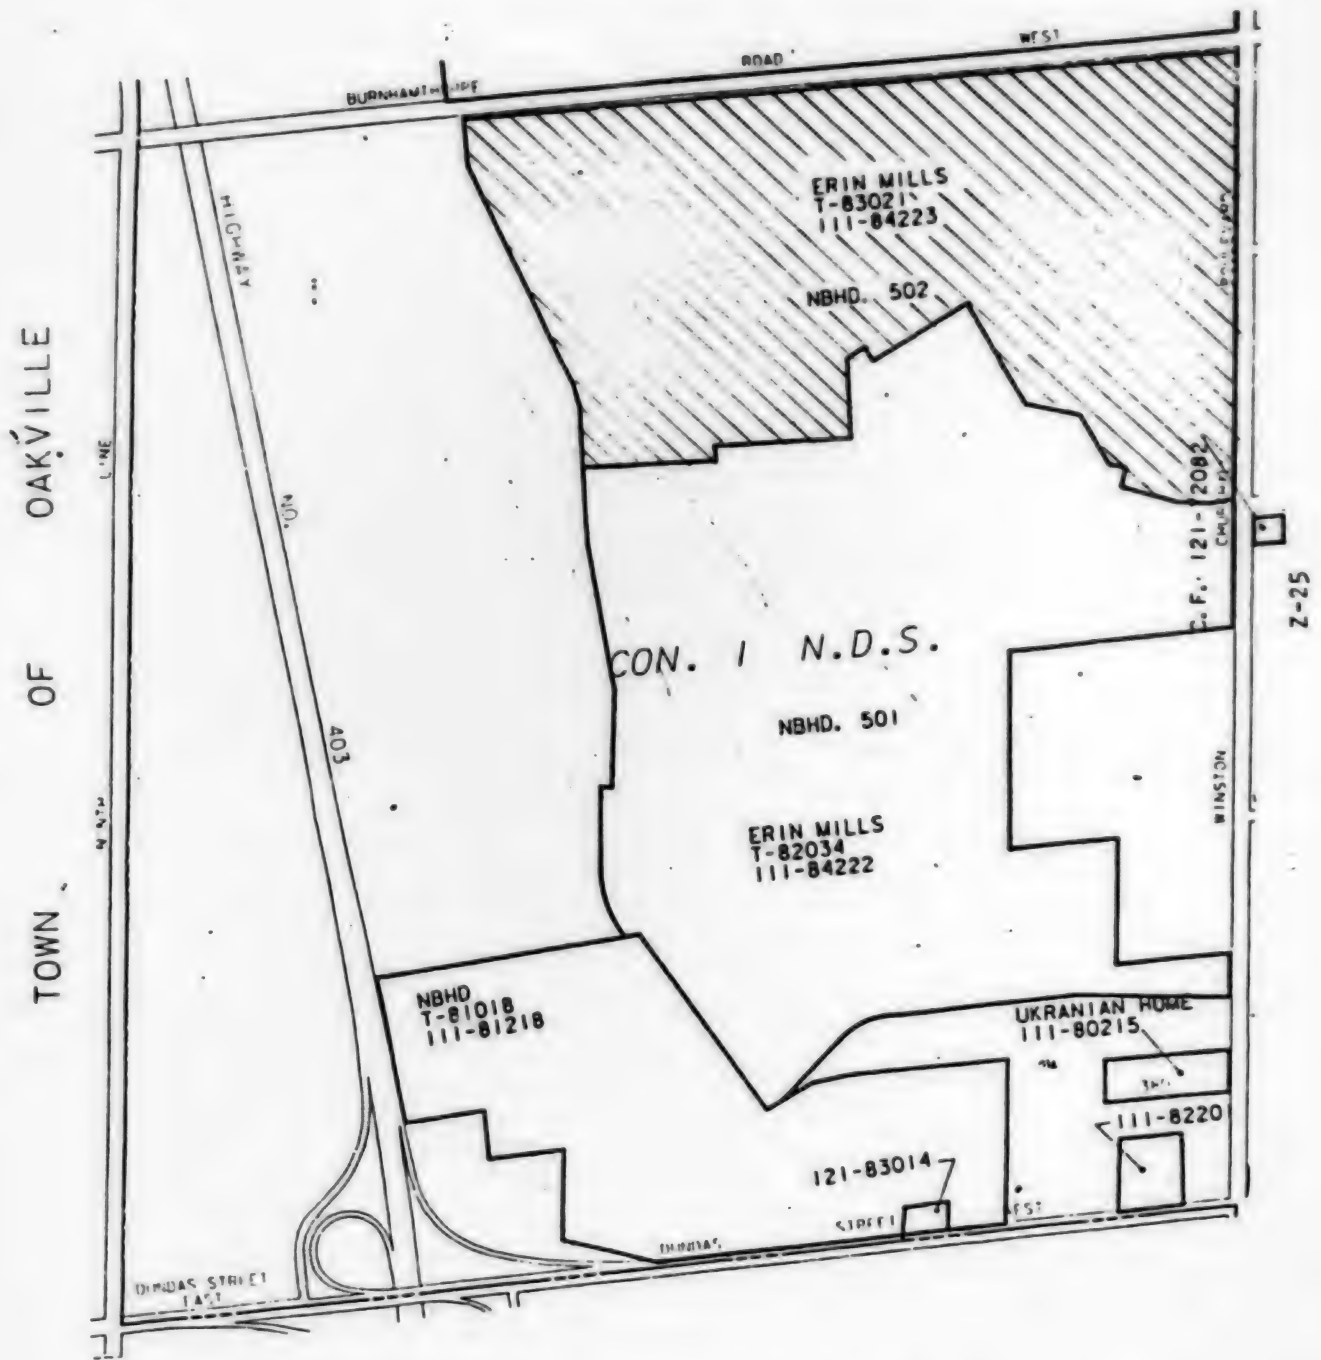 WEST
ROAD
ERIN MILLS
T-83021
111-84223
HIGHWAY
NBHD. 502
TOWN OF OAKVILLE
LINE
NO.
C.F. 121-
Z-25
CON. 1 N.D.S.
NBHD. 501
403
WINSTON
ERIN MILLS
T-82034
111-84222
NBHD
T-81018
111-81218
UKRANIAN HOME
111-80215
111-8220
121-83014
STREET
DUNDAS
DUNDAS STREET
EAST